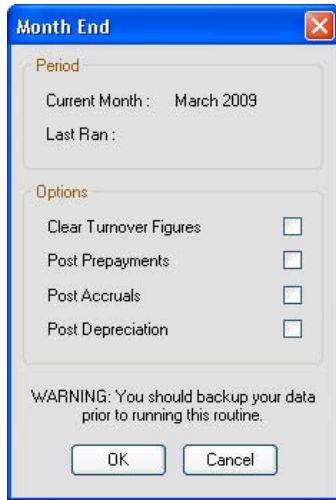 Month End
Period
Current Month : March 2009
Last Ran :
Options
Clear Turnover Figures
Post Prepayments
Post Accruals
Post Depreciation
WARNING: You should backup your data
prior to running this routine.
OK Cancel